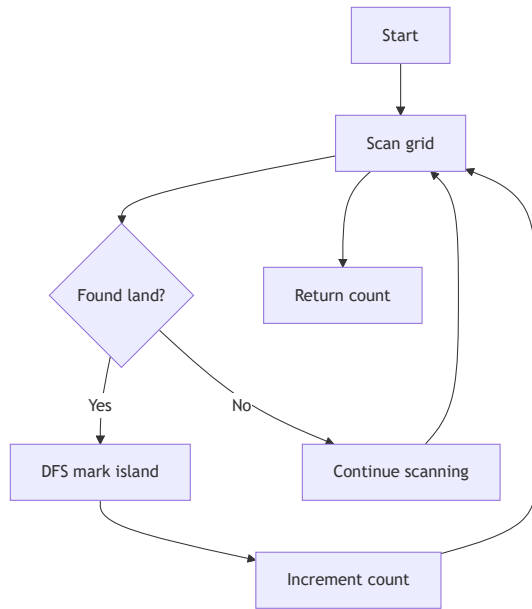 Start
Scan grid
Found land?
Return count
Yes
No
DFS mark island
Continue scanning
Increment count